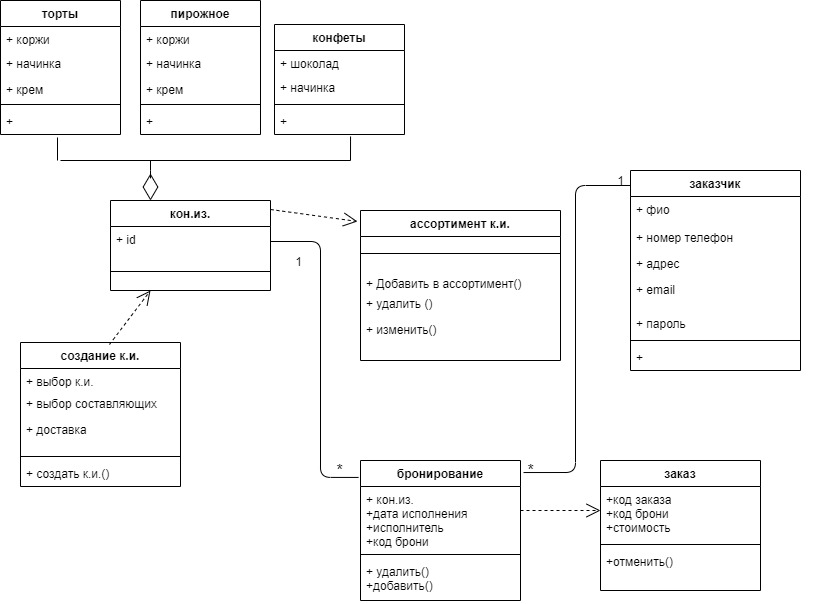 торты
+ коржи
+ начинка
+ крем
+
пирожное
+ коржи
+ начинка
+ крем
+
конфеты
+ шоколад
+ начинка
+
кон.из.
+ id
ассортимент к.и.
+ Добавить в ассортимент()
+ удалить ()
+ изменить()
1
заказчик
+ фио
+ номер телефон
+ адрес
+ email
+ пароль
+
1
создание к.и.
+ выбор к.и.
+ выбор составляющих
+ доставка
+ создать к.и.()
*
бронирование
+ кон.из.
+дата исполнения
+исполнитель
+код брони
+ удалить()
+добавить()
*
заказ
+код заказа
+код брони
+стоимость
+отменить()